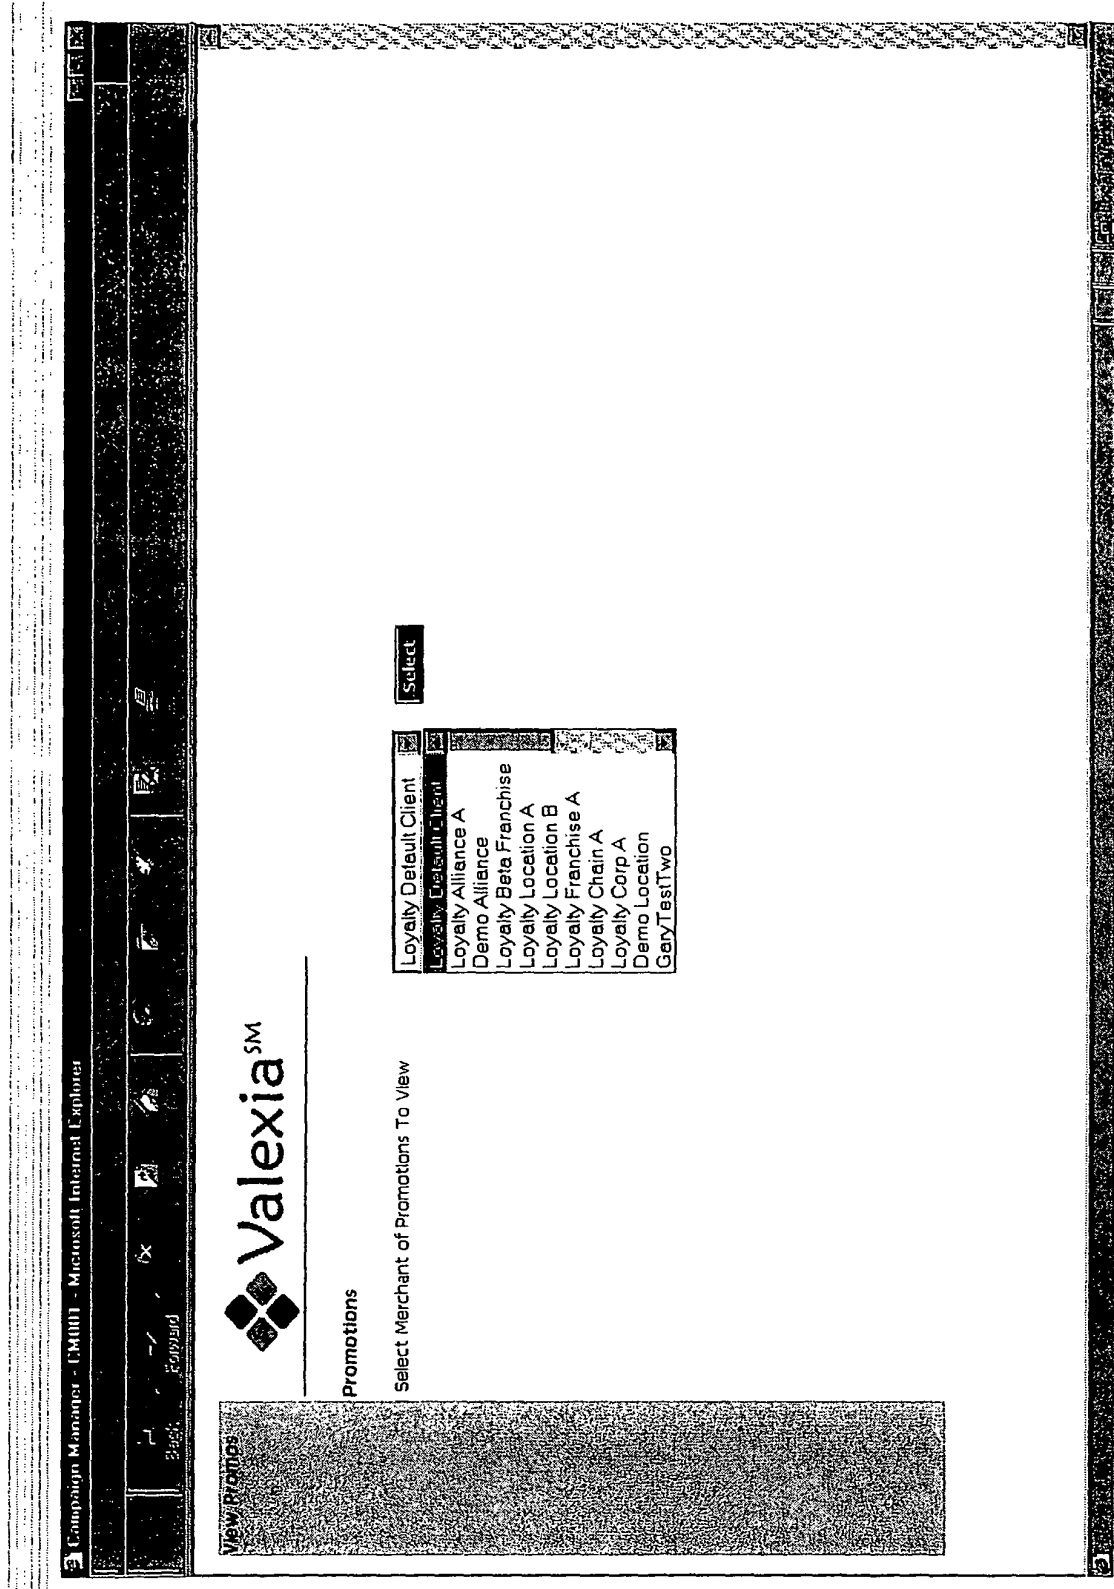 Campaign Manager - CM001 - Microsoft Internet Explorer
Back
Forward
View Promos
Valexia℠
Promotions
Select Merchant of Promotions To View
Loyalty Default Client
Select
Loyalty Default Client
Loyalty Alliance A
Demo Alliance
Loyalty Beta Franchise
Loyalty Location A
Loyalty Location B
Loyalty Franchise A
Loyalty Chain A
Loyalty Corp A
Demo Location
GaryTestTwo